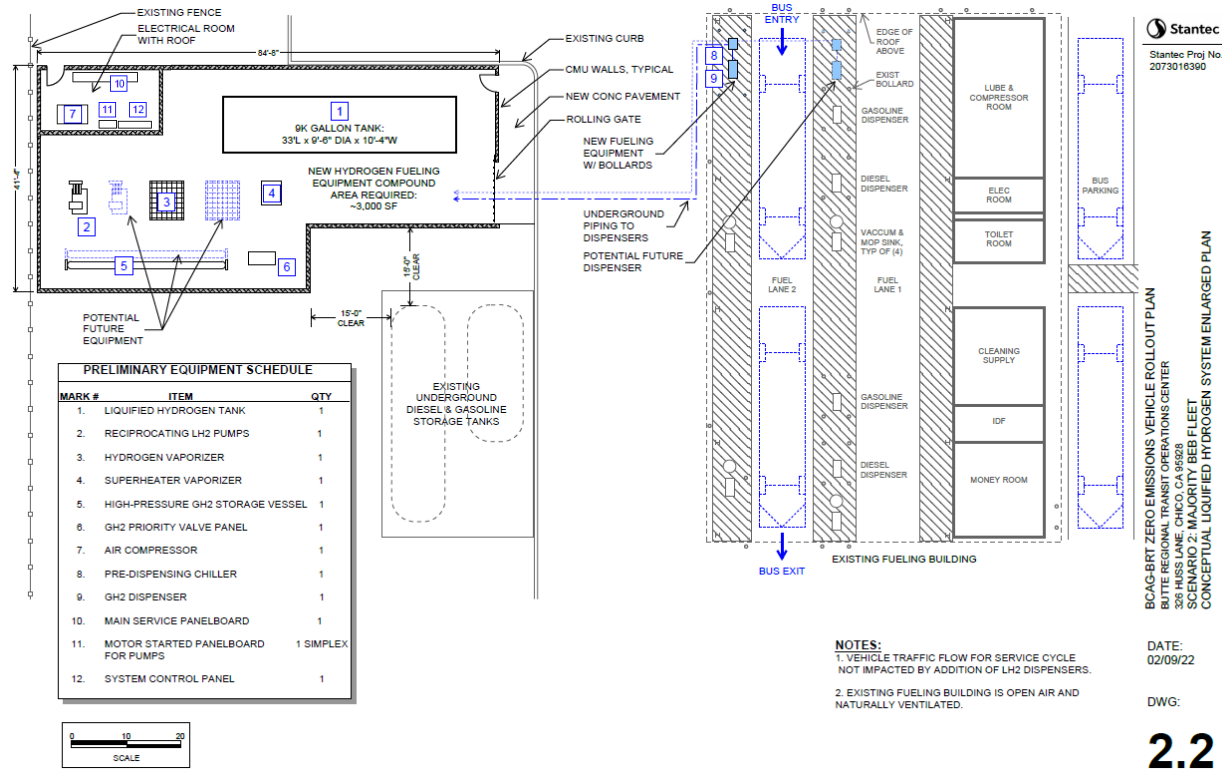 EXISTING FENCE
ELECTRICAL ROOM
WITH ROOF
84'-6"
41'-4"
10
7
11
12
1
9K GALLON TANK:
33'L x 9'-6" DIA x 10'-4"W
NEW HYDROGEN FUELING
EQUIPMENT COMPOUND
AREA REQUIRED:
~3,000 SF
2
3
4
5
6
POTENTIAL
FUTURE
EQUIPMENT
15'-0"
CLEAR
15'-0"
CLEAR
EXISTING
UNDERGROUND
DIESEL & GASOLINE
STORAGE TANKS
EXISTING CURB
CMU WALLS, TYPICAL
NEW CONC PAVEMENT
ROLLING GATE
NEW FUELING
EQUIPMENT
W/ BOLLARDS
UNDERGROUND
PIPING TO
DISPENSERS
POTENTIAL FUTURE
DISPENSER
BUS
ENTRY
8
9
EDGE OF
ROOF
ABOVE
EXIST
BOLLARD
GASOLINE
DISPENSER
DIESEL
DISPENSER
VACCUM &
MOP SINK,
TYP OF (4)
FUEL
LANE 2
FUEL
LANE 1
GASOLINE
DISPENSER
DIESEL
DISPENSER
LUBE &
COMPRESSOR
ROOM
ELEC
ROOM
TOILET
ROOM
CLEANING
SUPPLY
IDF
MONEY ROOM
BUS
PARKING
BUS EXIT
EXISTING FUELING BUILDING
PRELIMINARY EQUIPMENT SCHEDULE
MARK # ITEM QTY
1. LIQUIFIED HYDROGEN TANK 1
2. RECIPROCATING LH2 PUMPS 1
3. HYDROGEN VAPORIZER 1
4. SUPERHEATER VAPORIZER 1
5. HIGH-PRESSURE GH2 STORAGE VESSEL 1
6. GH2 PRIORITY VALVE PANEL 1
7. AIR COMPRESSOR 1
8. PRE-DISPENSING CHILLER 1
9. GH2 DISPENSER 1
10. MAIN SERVICE PANELBOARD 1
11. MOTOR STARTED PANELBOARD 1 SIMPLEX
FOR PUMPS
12. SYSTEM CONTROL PANEL 1
0 10 20
SCALE
NOTES:
1. VEHICLE TRAFFIC FLOW FOR SERVICE CYCLE
NOT IMPACTED BY ADDITION OF LH2 DISPENSERS.
2. EXISTING FUELING BUILDING IS OPEN AIR AND
NATURALLY VENTILATED.
Stantec
Stantec Proj No.
2073016390
BCAG-BRT ZERO EMISSIONS VEHICLE ROLLOUT PLAN
BUTTE REGIONAL TRANSIT OPERATIONS CENTER
326 HUSS LANE, CHICO, CA 95928
SCENARIO 2: MAJORITY BEB FLEET
CONCEPTUAL LIQUIFIED HYDROGEN SYSTEM ENLARGED PLAN
DATE:
02/09/22
DWG:
2.2